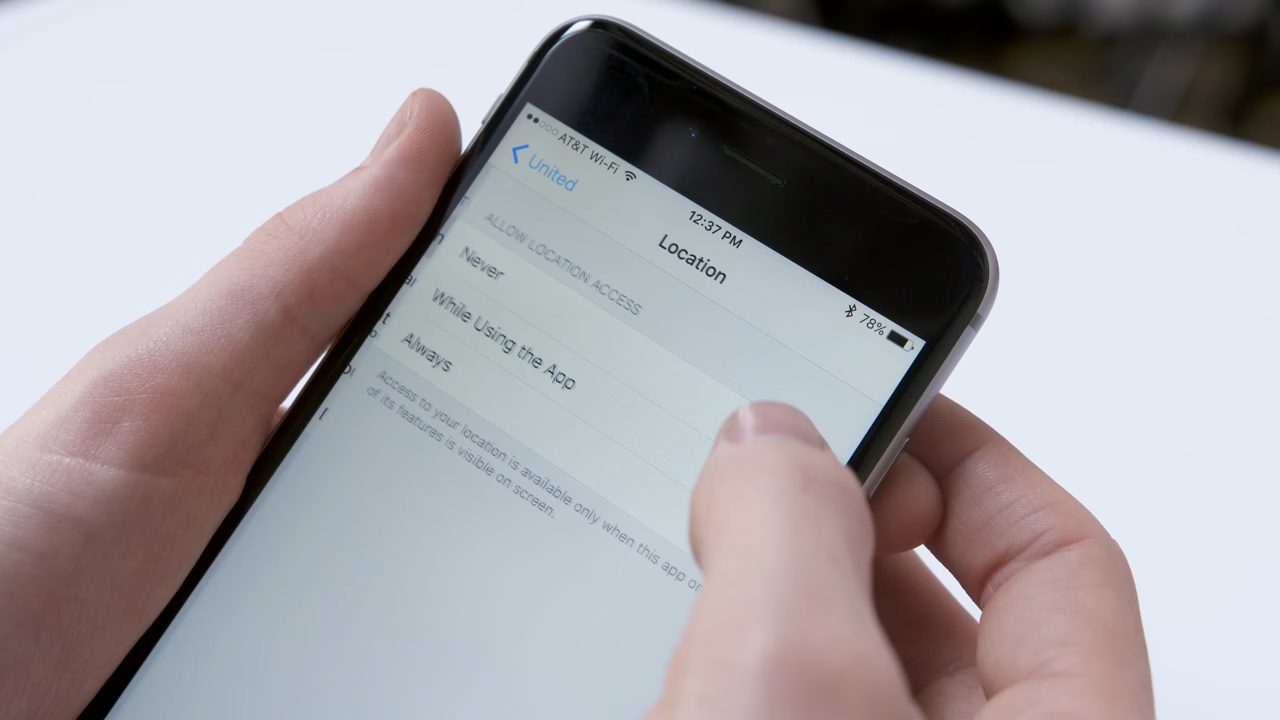 AT&T Wi-Fi
12:37 PM
78%
United
Location
ALLOW LOCATION ACCESS
Never
While Using the App
Always
Access to your location is available only when this app or
of its features is visible on screen.